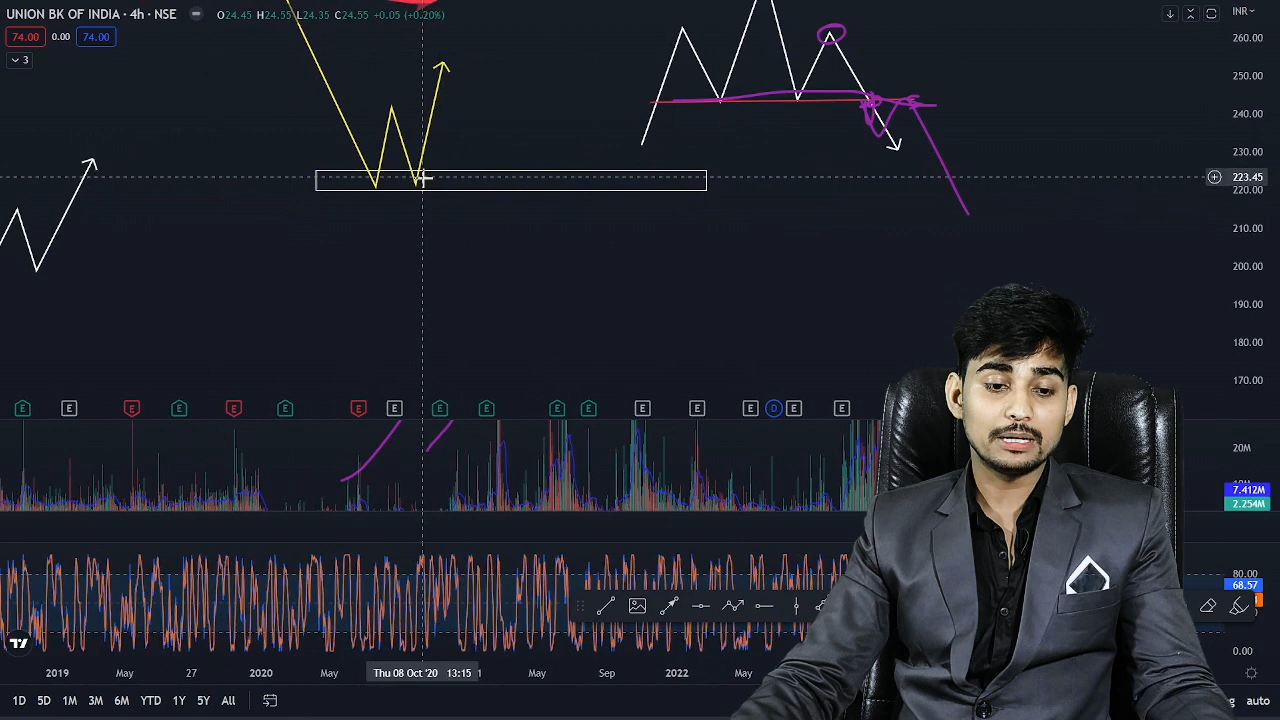 UNION BK OF INDIA · 4h · NSE
O24.45 H24.55 L24.35 C24.55 +0.05 (+0.20%)
INR
74.00 0.00 74.00
3
260.00
250.00
240.00
230.00
223.45
220.00
210.00
200.00
190.00
180.00
170.00
E E E E E E E E E E E E E E D E E
20M
7.412M
2.254M
80.00
68.57
0.00
2019 May 27 2020 May Thu 08 Oct '20 13:15 May Sep 2022 May
1D 5D 1M 3M 6M YTD 1Y 5Y All
auto